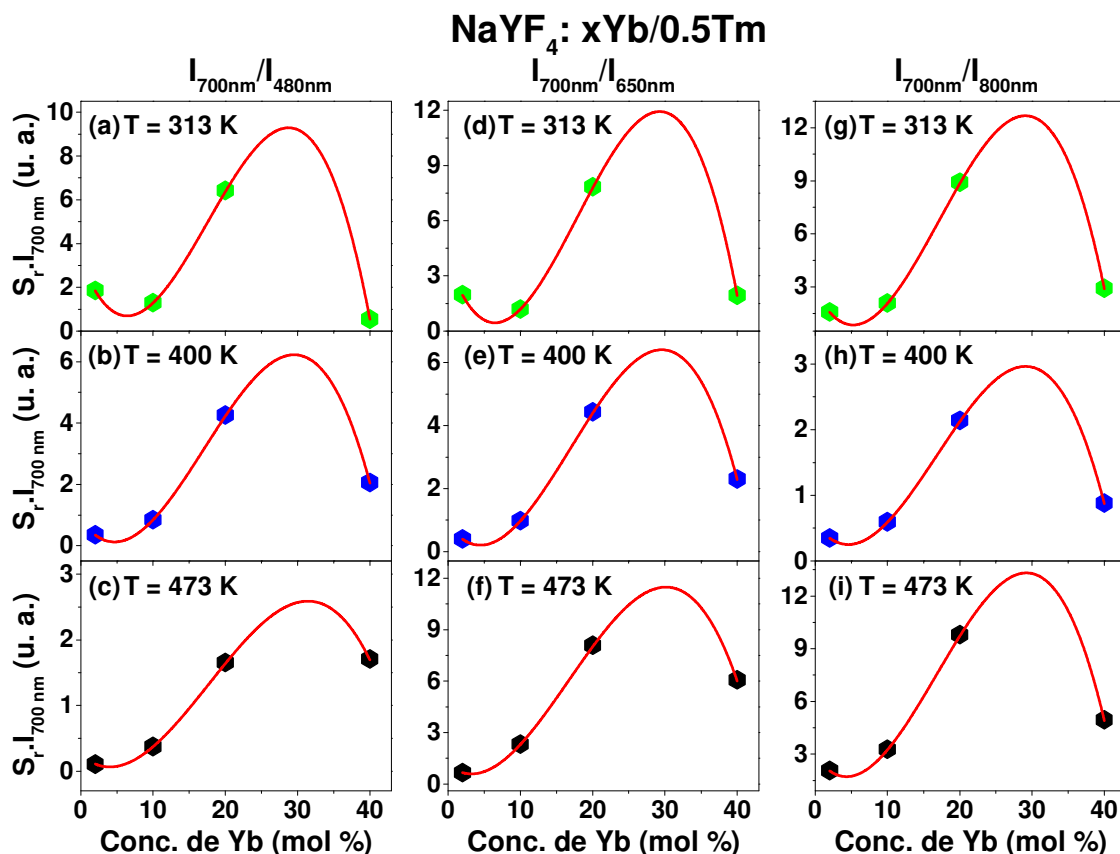 NaYF4: xYb/0.5Tm
I700nm/I480nm
I700nm/I650nm
I700nm/I800nm
(a) T = 313 K
(d) T = 313 K
(g) T = 313 K
Sr.I700 nm (u. a.)
10
8
6
4
2
0
12
9
6
3
0
12
9
6
3
(b) T = 400 K
(e) T = 400 K
(h) T = 400 K
Sr.I700 nm (u. a.)
6
4
2
0
6
4
2
0
3
2
1
0
(c) T = 473 K
(f) T = 473 K
(i) T = 473 K
Sr.I700 nm (u. a.)
3
2
1
0
12
9
6
3
0
12
9
6
3
0 10 20 30 40
0 10 20 30 40
0 10 20 30 40
Conc. de Yb (mol %)
Conc. de Yb (mol %)
Conc. de Yb (mol %)